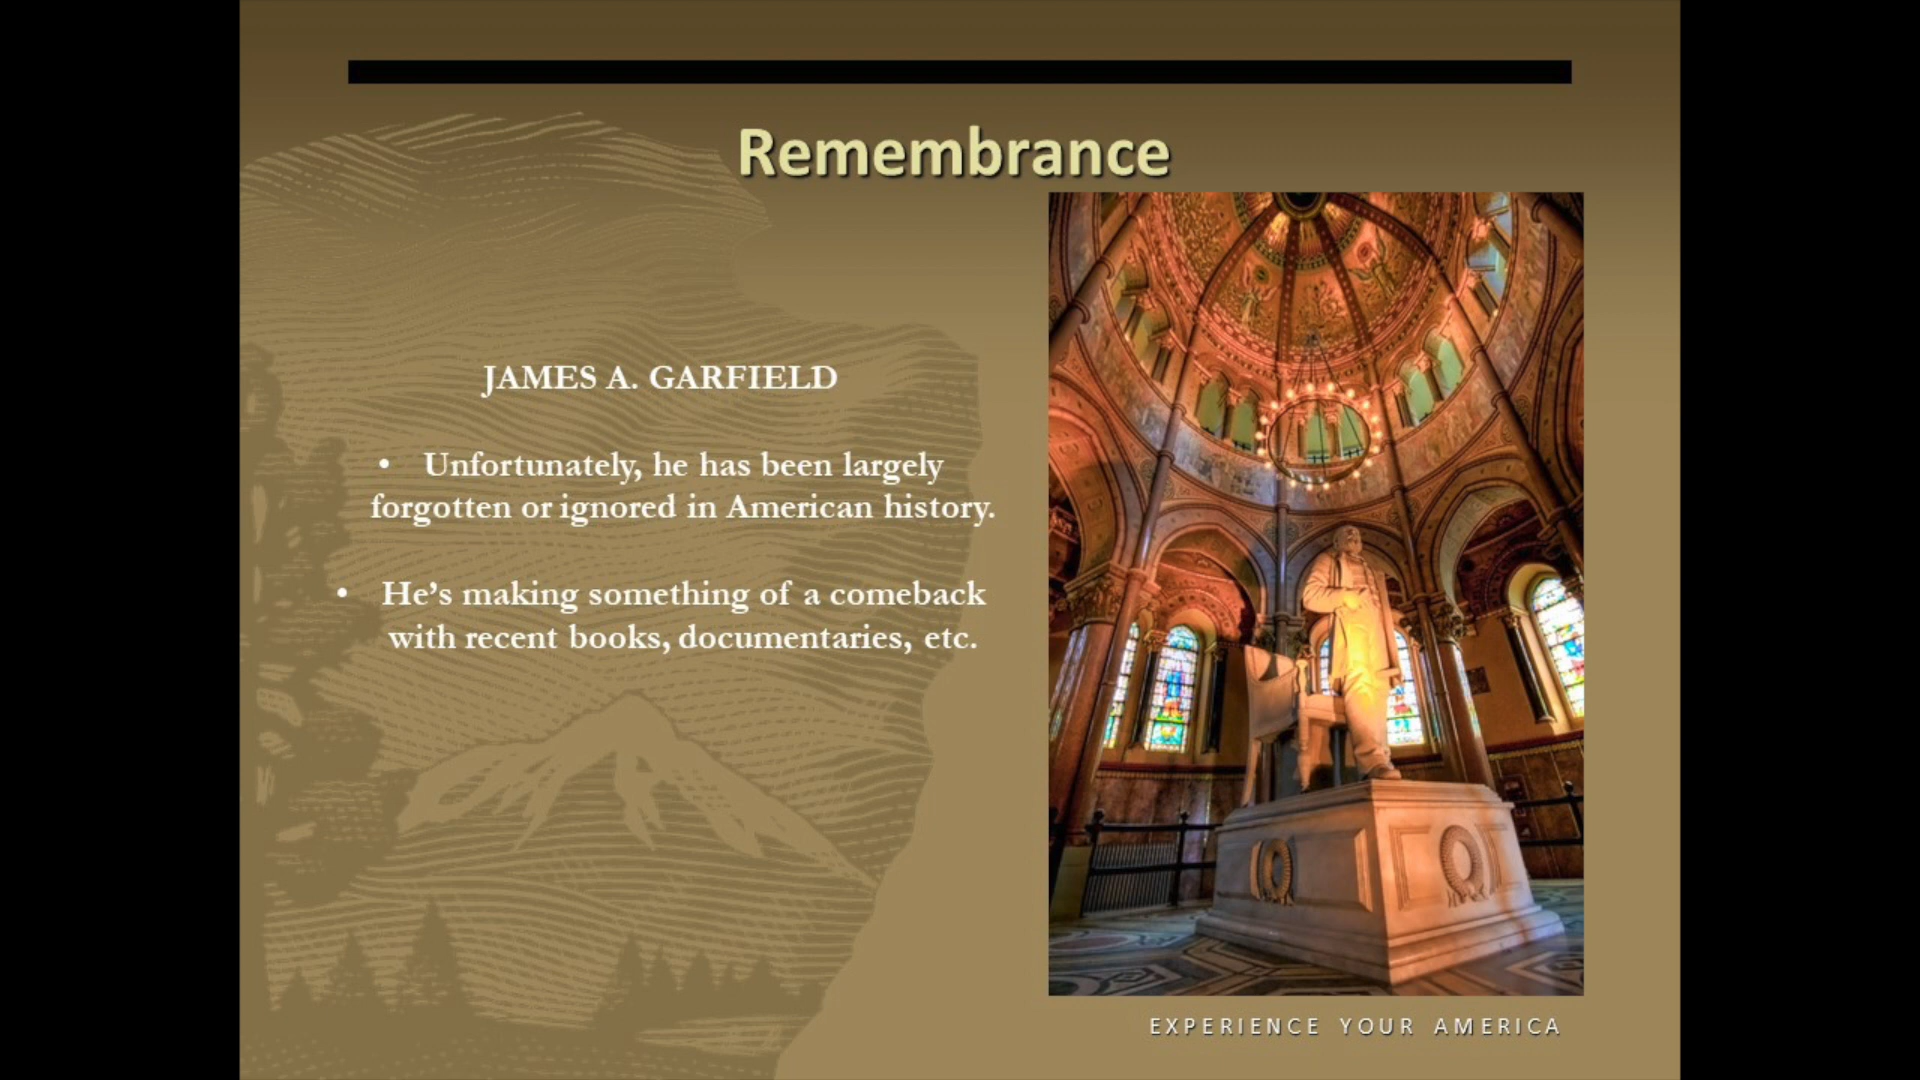 Remembrance
JAMES A. GARFIELD
• Unfortunately, he has been largely
forgotten or ignored in American history.
• He’s making something of a comeback
with recent books, documentaries, etc.
EXPERIENCE YOUR AMERICA